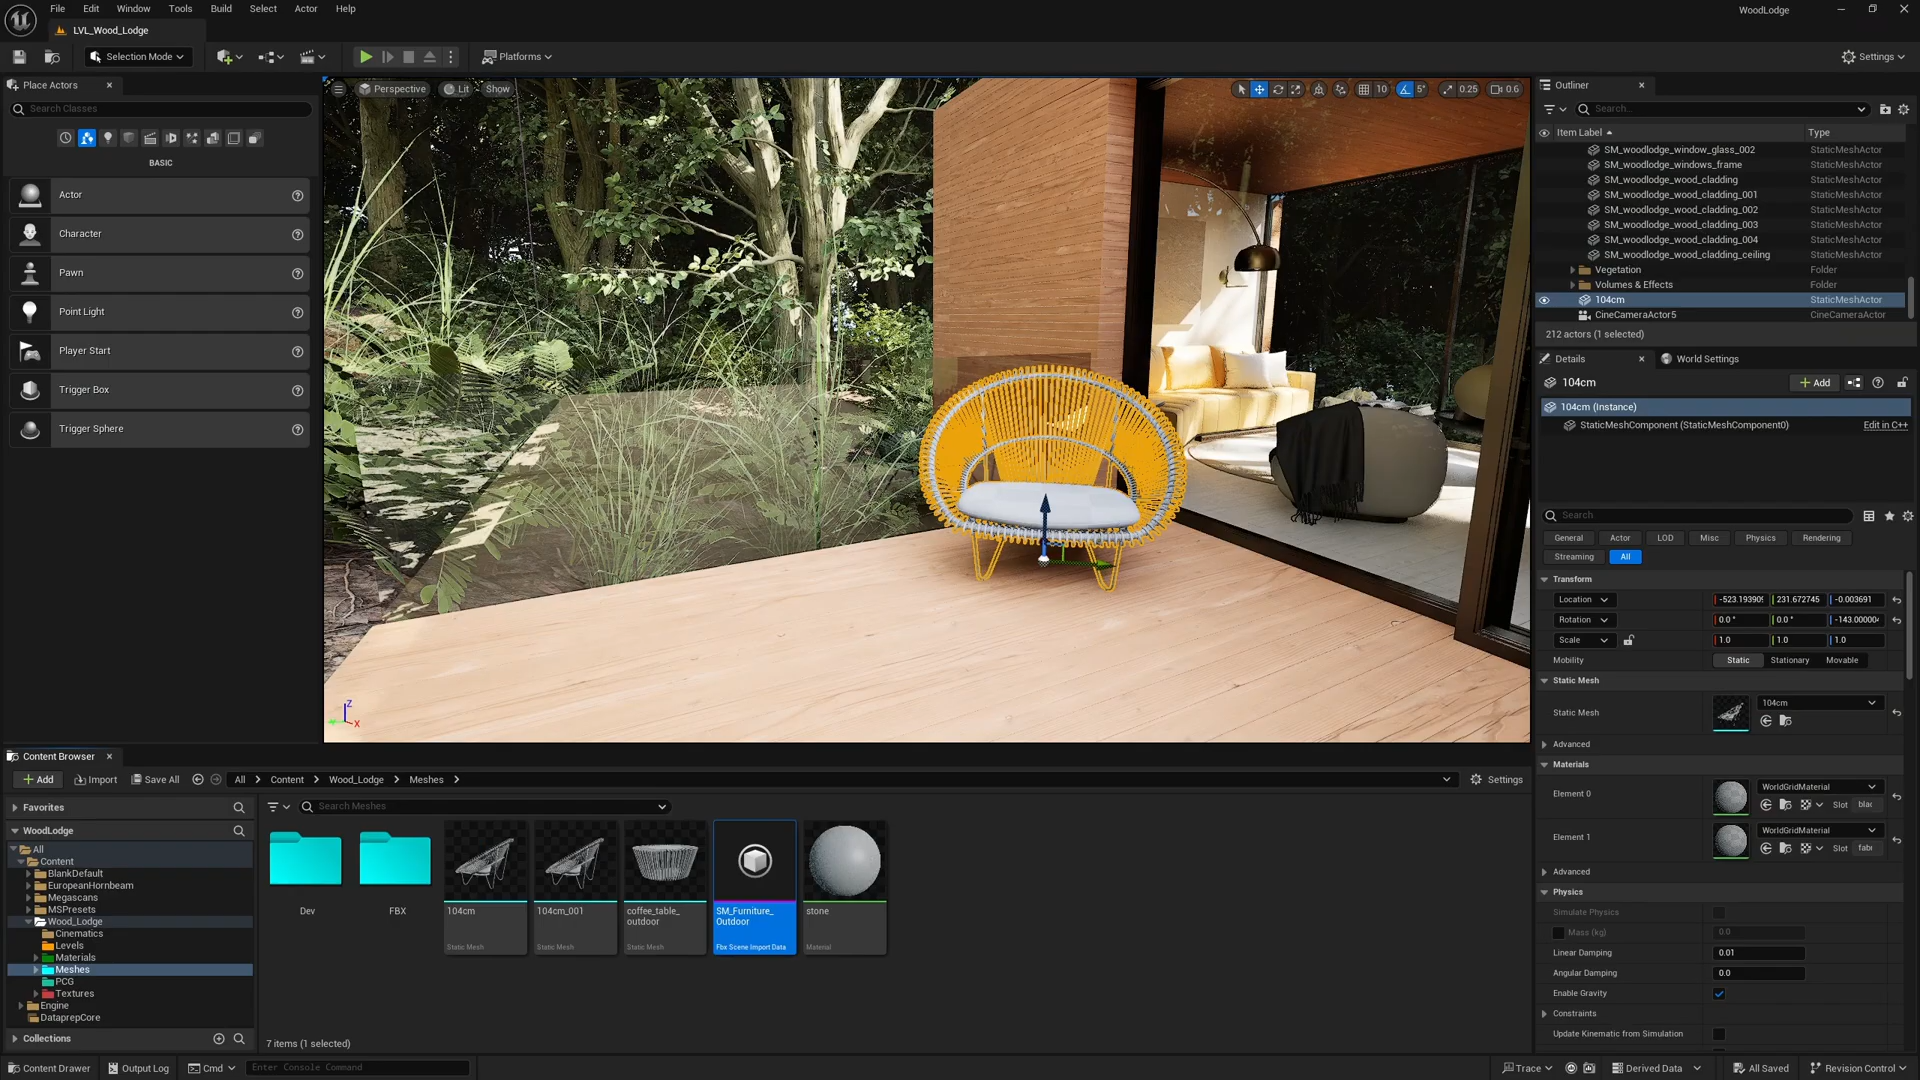 File Edit Window Tools Build Select Actor Help
WoodLodge
LVL_Wood_Lodge
Selection Mode
Platforms
Settings
Place Actors
Search Classes
BASIC
Actor
Character
Pawn
Point Light
Player Start
Trigger Box
Trigger Sphere
Perspective Lit Show
10 5° 0.25 0.6
Z
X
Outliner
Search...
Item Label Type
SM_woodlodge_window_glass_002 StaticMeshActor
SM_woodlodge_windows_frame StaticMeshActor
SM_woodlodge_wood_cladding StaticMeshActor
SM_woodlodge_wood_cladding_001 StaticMeshActor
SM_woodlodge_wood_cladding_002 StaticMeshActor
SM_woodlodge_wood_cladding_003 StaticMeshActor
SM_woodlodge_wood_cladding_004 StaticMeshActor
SM_woodlodge_wood_cladding_ceiling StaticMeshActor
Vegetation Folder
Volumes & Effects Folder
104cm StaticMeshActor
CineCameraActor5 CineCameraActor
212 actors (1 selected)
Details World Settings
104cm
Add
104cm (Instance)
StaticMeshComponent (StaticMeshComponent0) Edit in C++
Search
General Actor LOD Misc Physics Rendering
Streaming All
Transform
Location -523.193909 231.672745 -0.003691
Rotation 0.0 ° 0.0 ° -143.000004
Scale 1.0 1.0 1.0
Mobility Static Stationary Movable
Static Mesh
Static Mesh 104cm
Advanced
Materials
Element 0 WorldGridMaterial
Slot blac
Element 1 WorldGridMaterial
Slot fab
Advanced
Physics
Simulate Physics
Mass (kg) 0.0
Linear Damping 0.01
Angular Damping 0.0
Enable Gravity
Constraints
Update Kinematic from Simulation
Content Browser
Add Import Save All All Content Wood_Lodge Meshes Settings
Favorites
WoodLodge
All
Content
BlankDefault
EuropeanHornbeam
Megascans
MSPresets
Wood_Lodge
Cinematics
Levels
Materials
Meshes
PCG
Textures
Engine
DataprepCore
Collections
Search Meshes
Dev
FBX
104cm
Static Mesh
104cm_001
Static Mesh
coffee_table_
outdoor
Static Mesh
SM_Furniture_
Outdoor
Fbx Scene Import Data
stone
Material
7 items (1 selected)
Content Drawer Output Log Cmd Enter Console Command
Trace Derived Data All Saved Revision Control